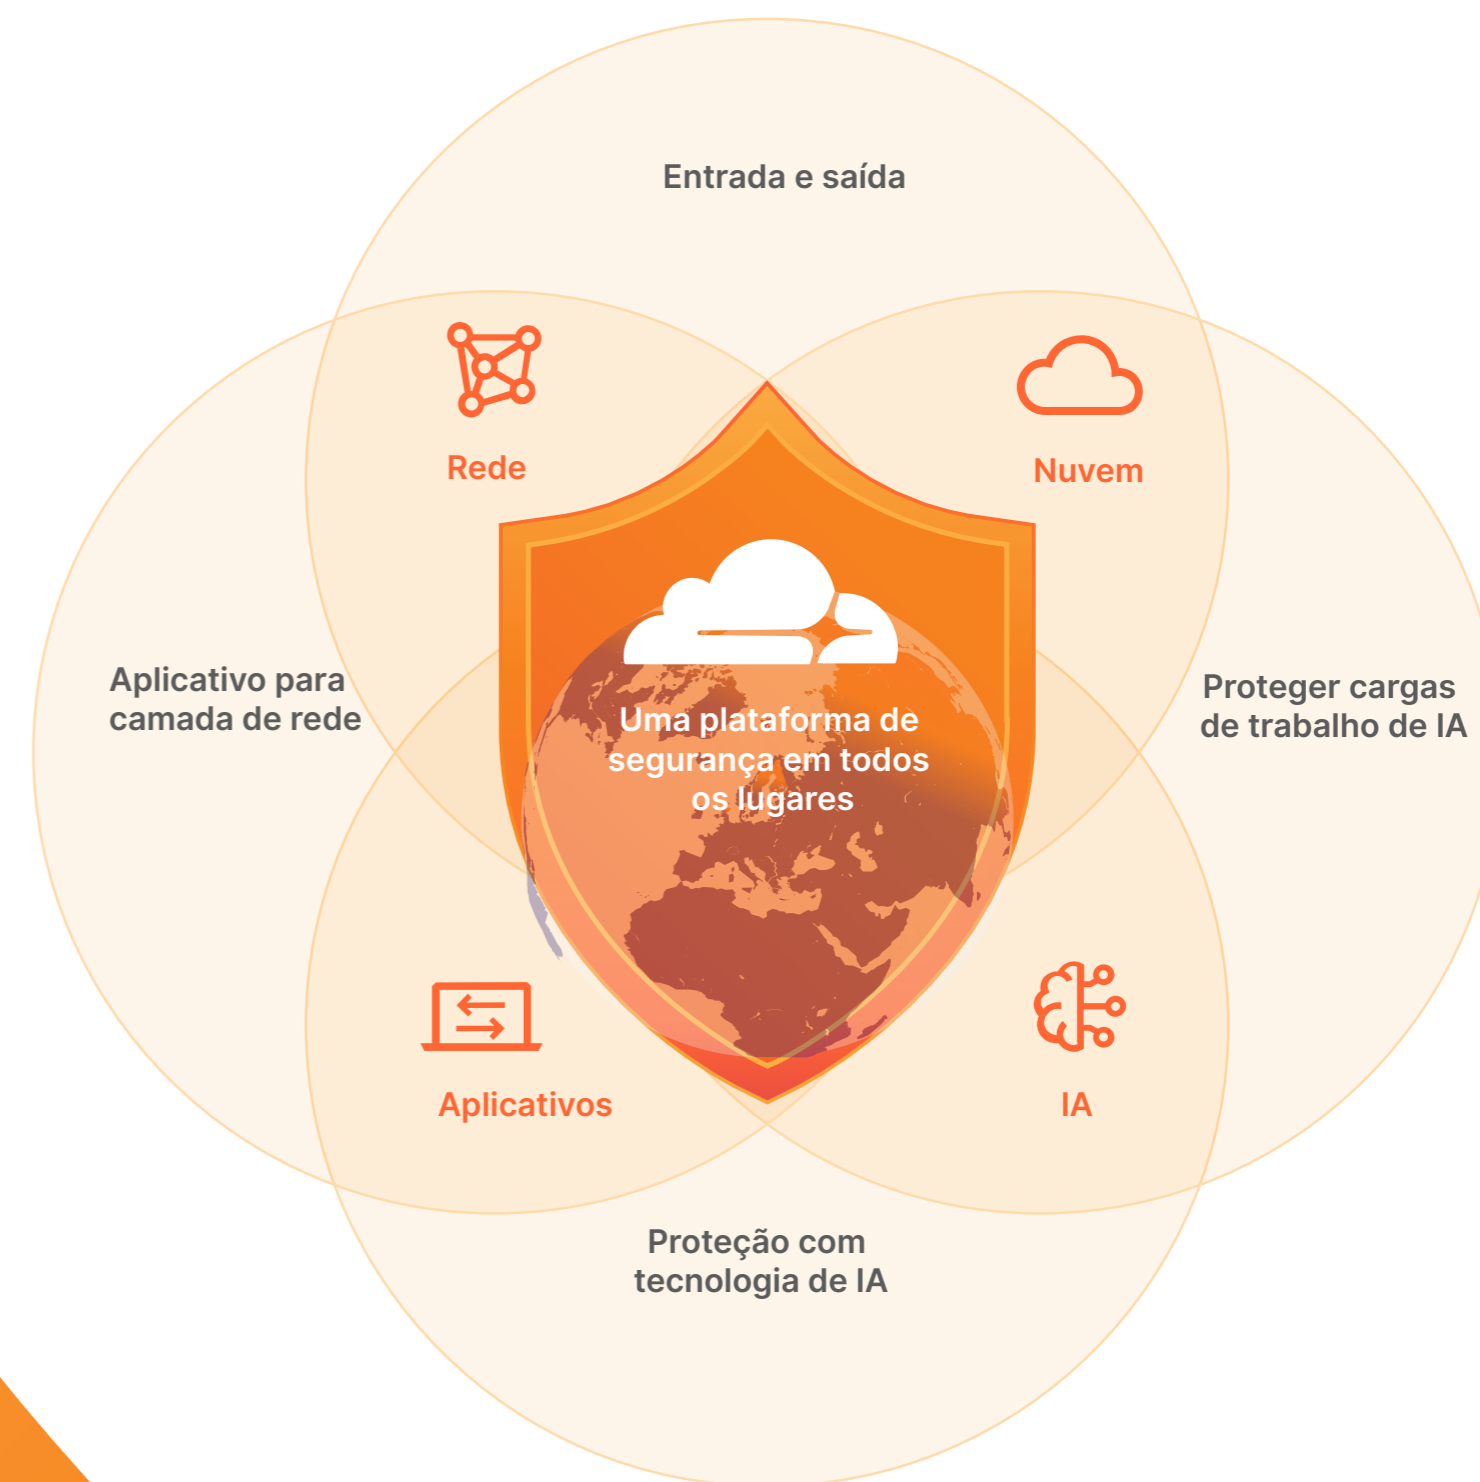 Entrada e saída
Rede
Nuvem
Aplicativo para
camada de rede
Uma plataforma de
segurança em todos
os lugares
Proteger cargas
de trabalho de IA
Aplicativos
IA
Proteção com
tecnologia de IA